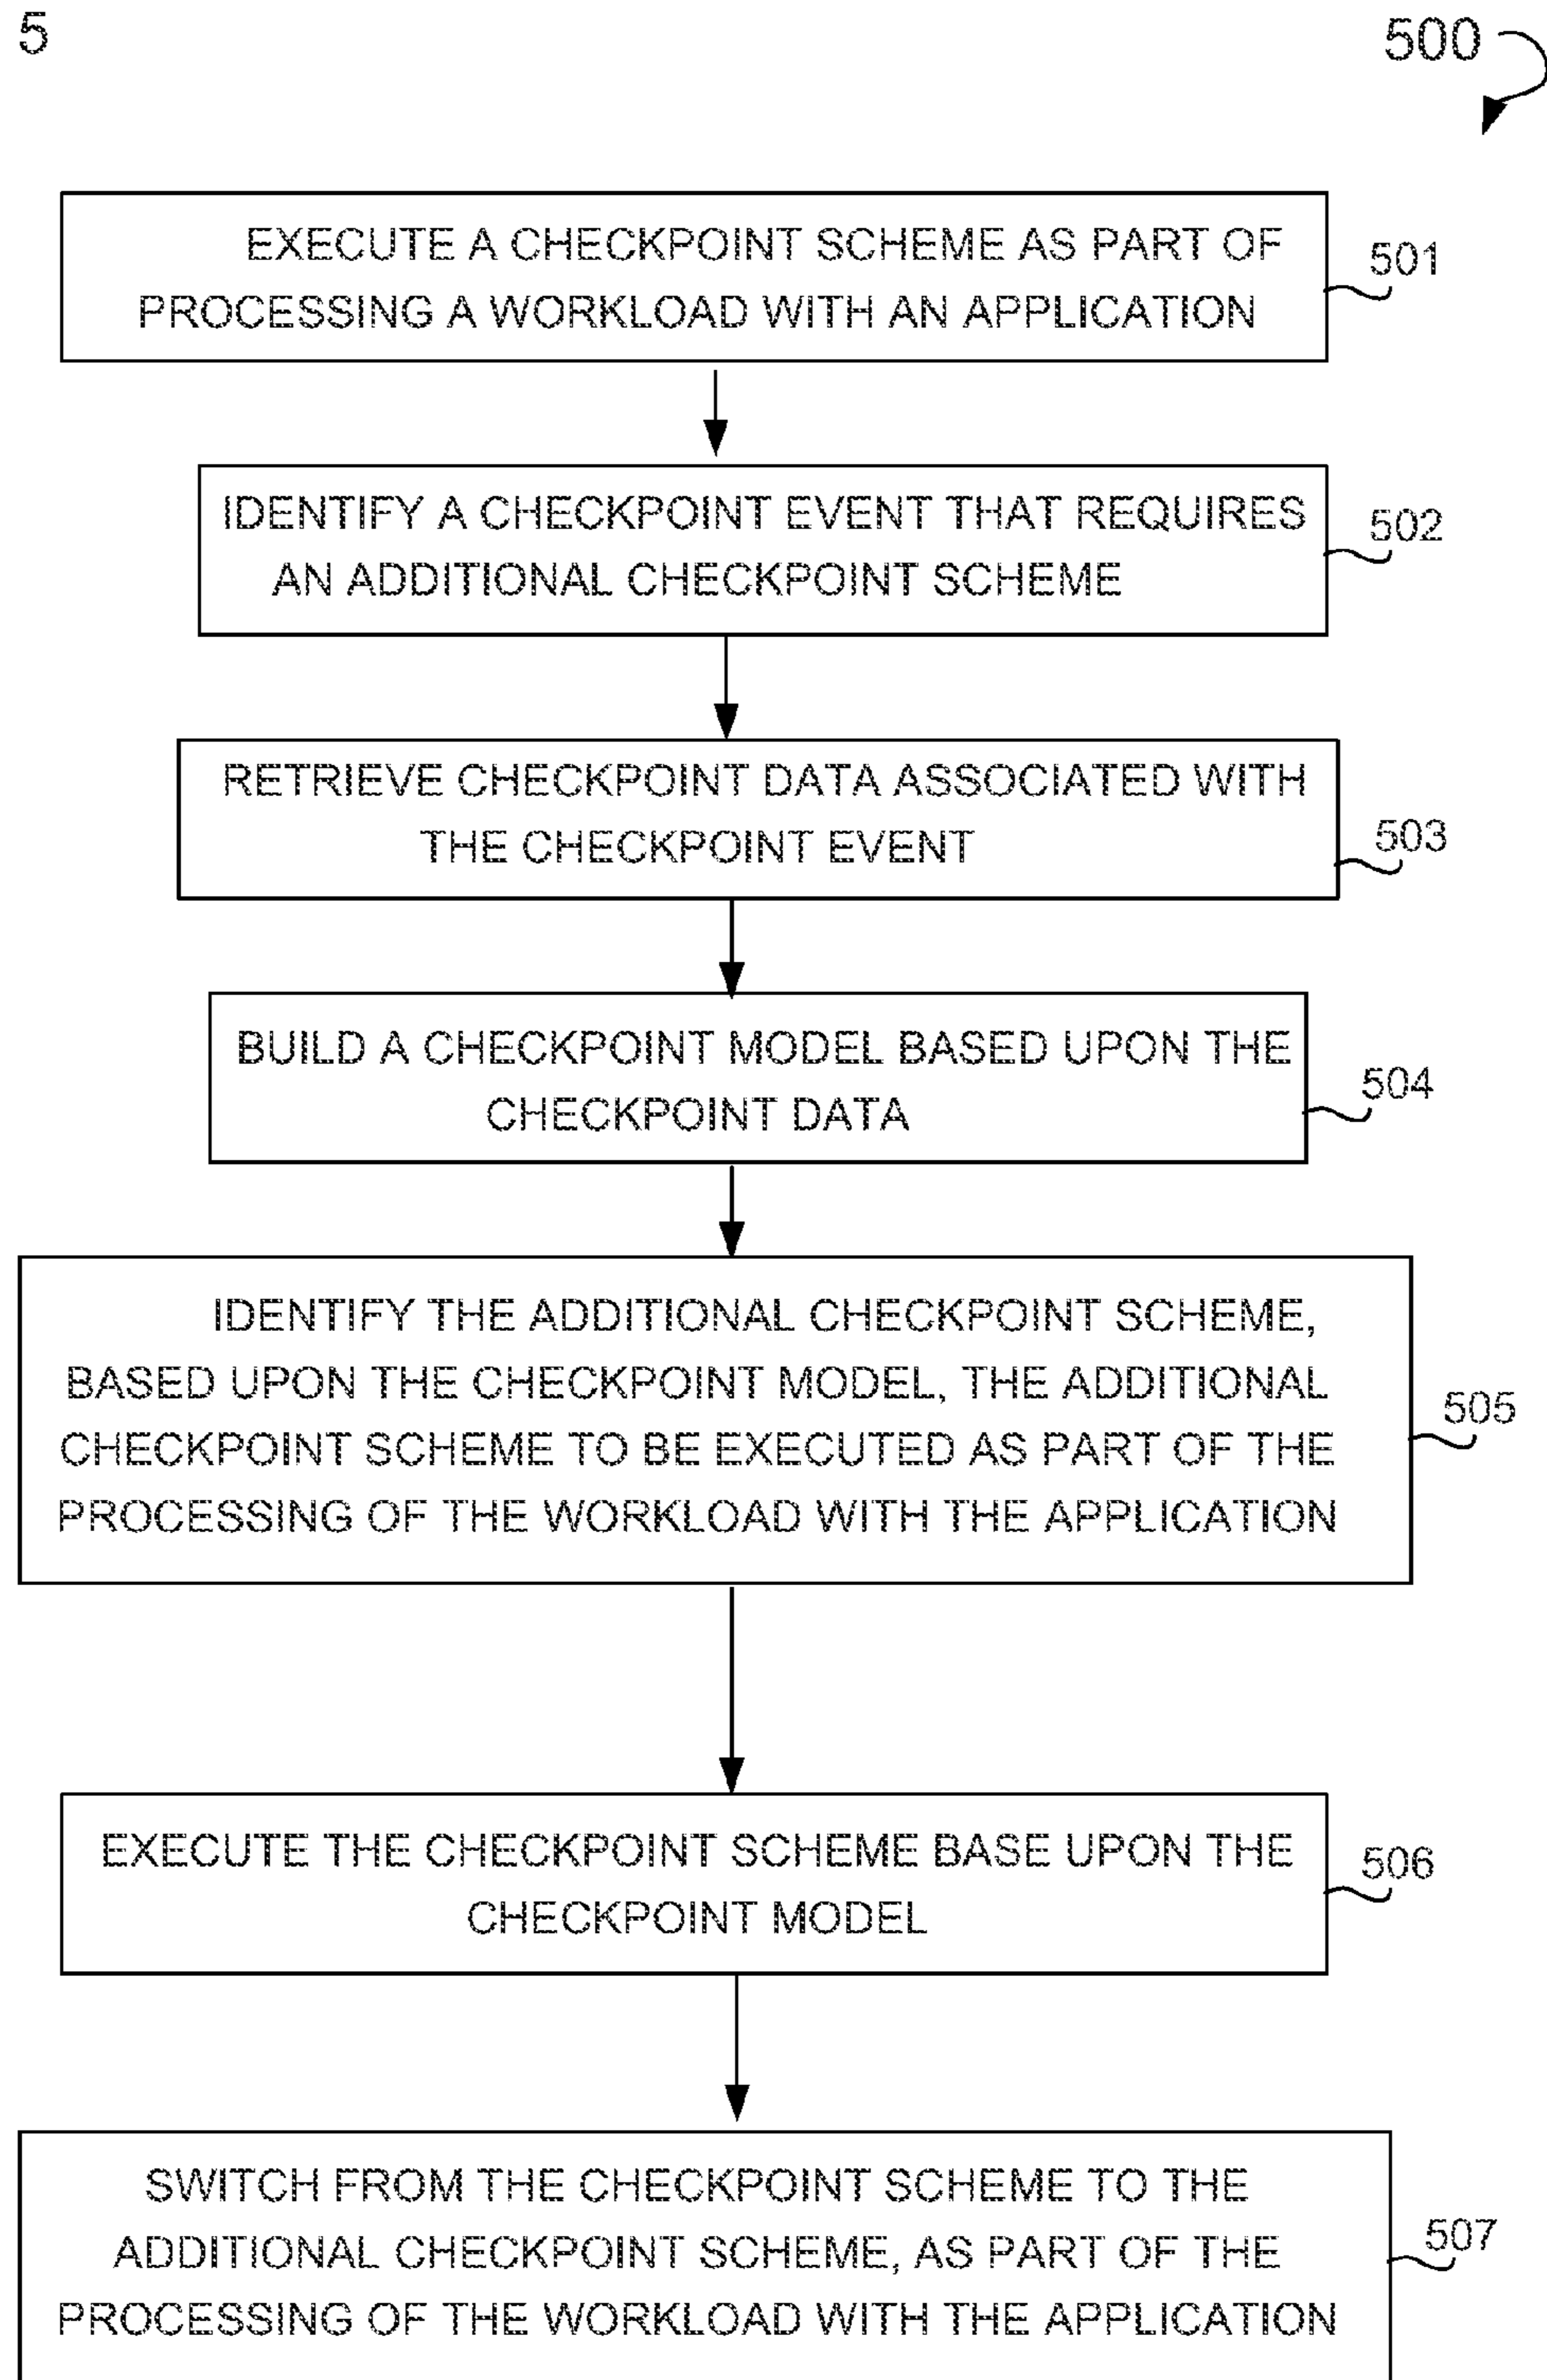 5
500
EXECUTE A CHECKPOINT SCHEME AS PART OF
PROCESSING A WORKLOAD WITH AN APPLICATION
501
IDENTIFY A CHECKPOINT EVENT THAT REQUIRES
AN ADDITIONAL CHECKPOINT SCHEME
502
RETRIEVE CHECKPOINT DATA ASSOCIATED WITH
THE CHECKPOINT EVENT
503
BUILD A CHECKPOINT MODEL BASED UPON THE
CHECKPOINT DATA
504
IDENTIFY THE ADDITIONAL CHECKPOINT SCHEME,
BASED UPON THE CHECKPOINT MODEL, THE ADDITIONAL
CHECKPOINT SCHEME TO BE EXECUTED AS PART OF THE
PROCESSING OF THE WORKLOAD WITH THE APPLICATION
505
EXECUTE THE CHECKPOINT SCHEME BASE UPON THE
CHECKPOINT MODEL
506
SWITCH FROM THE CHECKPOINT SCHEME TO THE
ADDITIONAL CHECKPOINT SCHEME, AS PART OF THE
PROCESSING OF THE WORKLOAD WITH THE APPLICATION
507